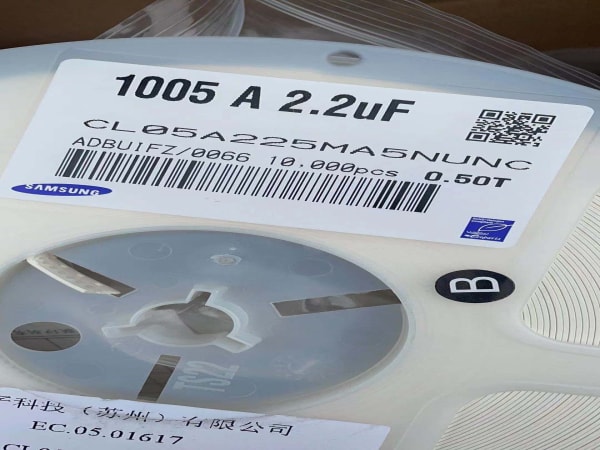 1005 A 2.2uF
CL05A225MA5NUNC
ADBUIFZ/0066 10.000pcs 0.50T
SAMSUNG
B
TS22
科技(苏州)有限公司
EC.05.01617